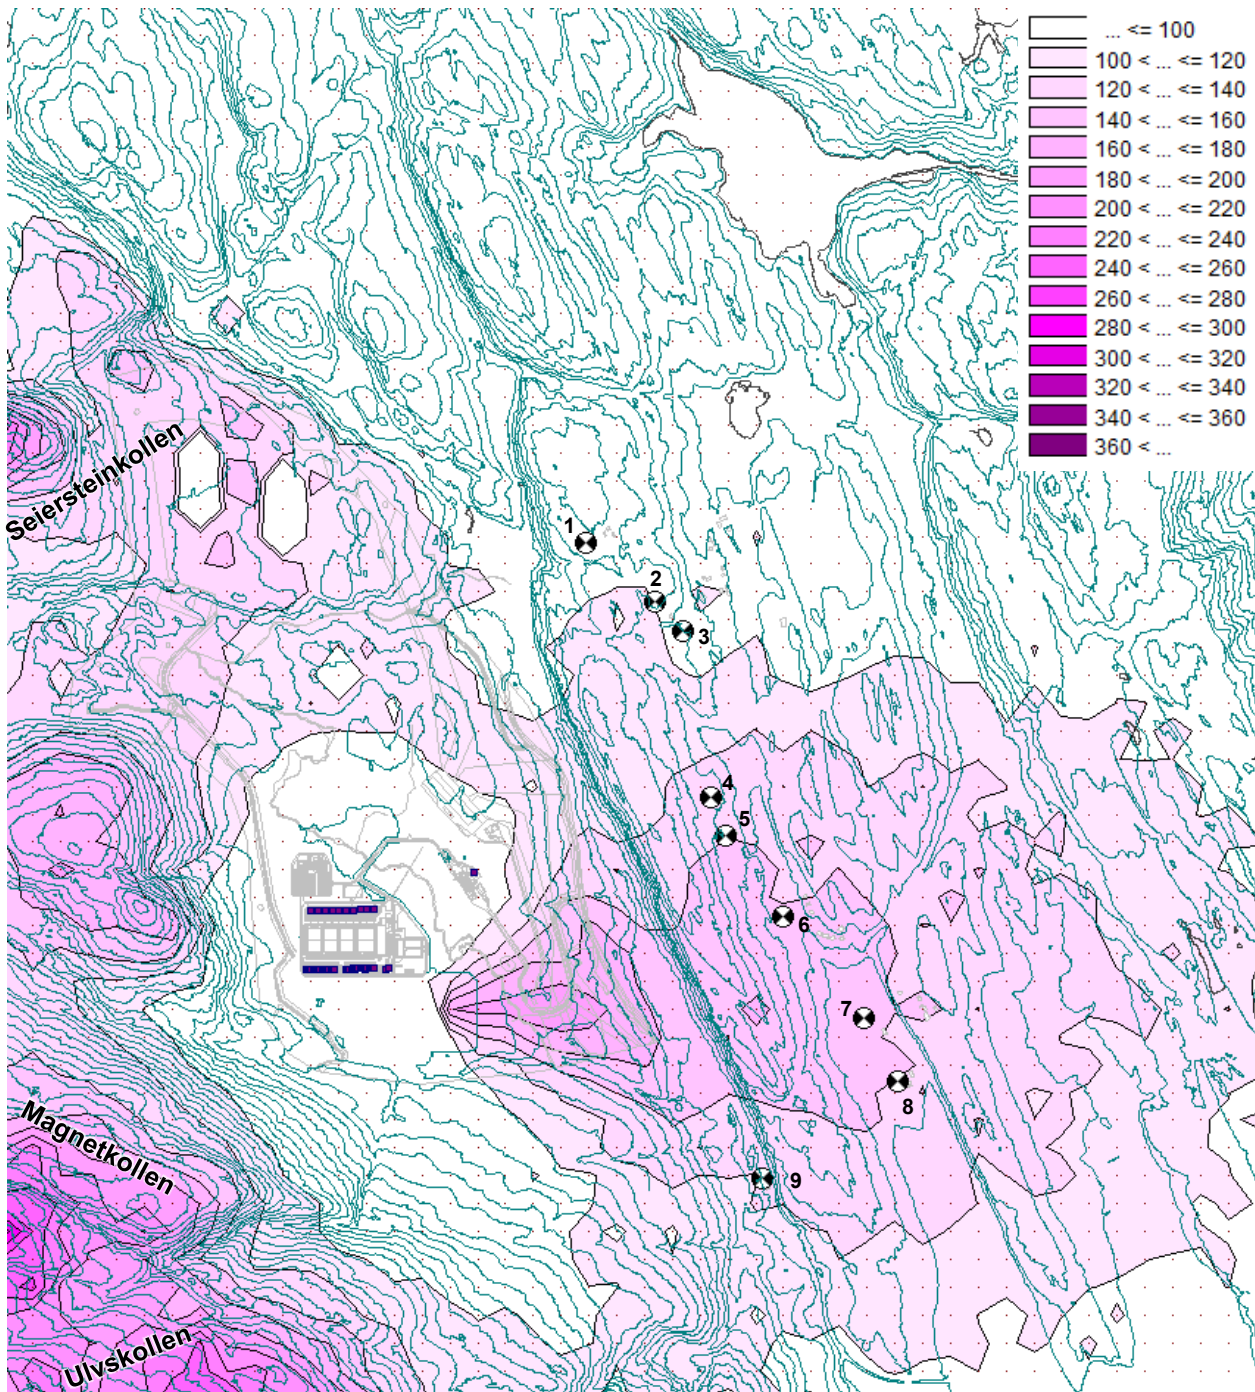 ... <= 100
100 < ... <= 120
120 < ... <= 140
140 < ... <= 160
160 < ... <= 180
180 < ... <= 200
200 < ... <= 220
220 < ... <= 240
240 < ... <= 260
260 < ... <= 280
280 < ... <= 300
300 < ... <= 320
320 < ... <= 340
340 < ... <= 360
360 < ...
Seiersteinkollen
1
2
3
4
5
6
7
8
9
Magnetkollen
Ulvskollen